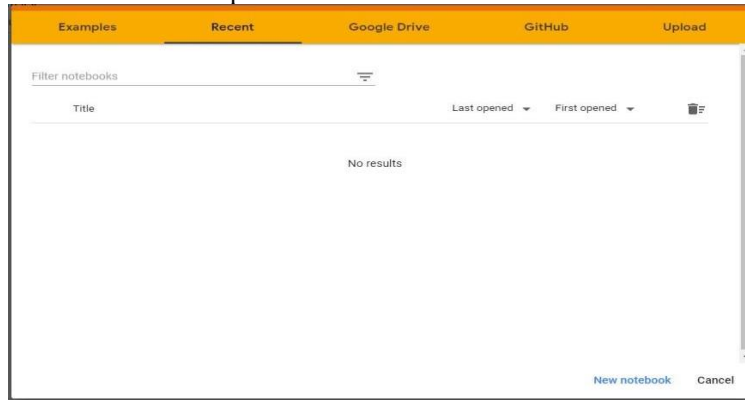 Examples Recent Google Drive GitHub Upload
Filter notebooks
Title Last opened First opened
No results
New notebook Cancel